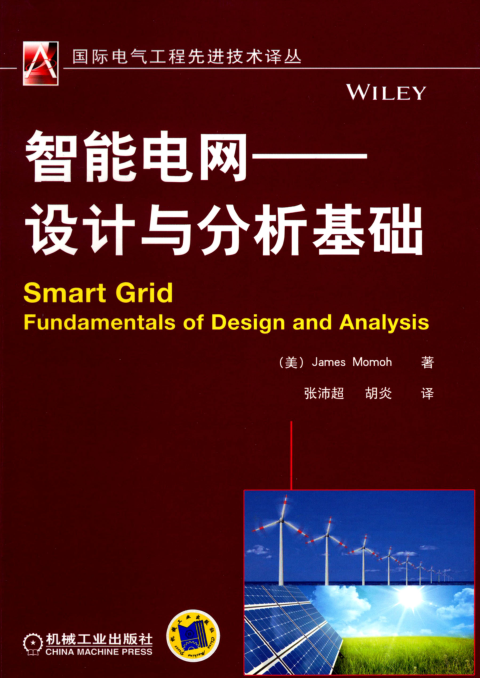 国际电气工程先进技术译丛
WILEY
智能电网——
设计与分析基础
Smart Grid
Fundamentals of Design and Analysis
（美）James Momoh 著
张沛超 胡炎 译
机械工业出版社
CHINA MACHINE PRESS